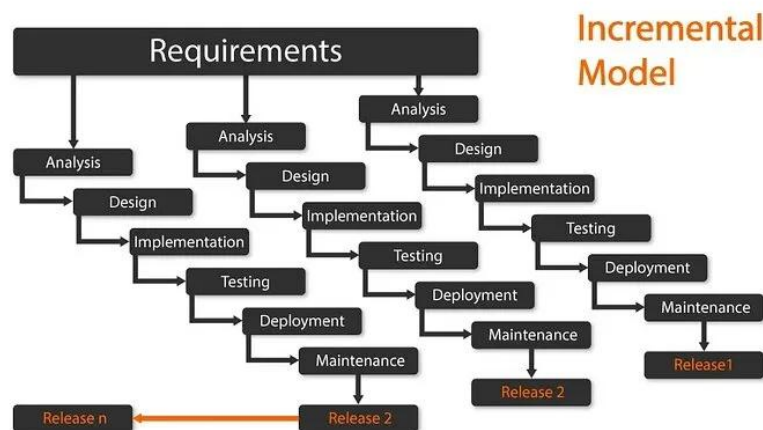 Incremental
Model
Requirements
Analysis
Design
Implementation
Testing
Deployment
Maintenance
Release 2
Release n
Analysis
Design
Implementation
Testing
Deployment
Maintenance
Release 2
Analysis
Design
Implementation
Testing
Deployment
Maintenance
Release1